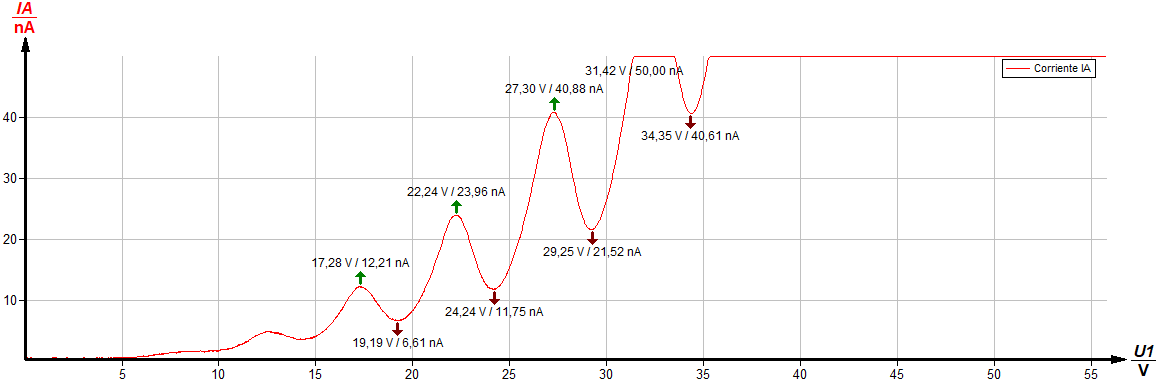 IA
nA
Corriente IA
31,42 V / 50,00 nA
27,30 V / 40,88 nA
40
34,35 V / 40,61 nA
22,24 V / 23,96 nA
30
20
29,25 V / 21,52 nA
17,28 V / 12,21 nA
10
24,24 V / 11,75 nA
19,19 V / 6,61 nA
5 10 15 20 25 30 35 40 45 50 55
U1
V